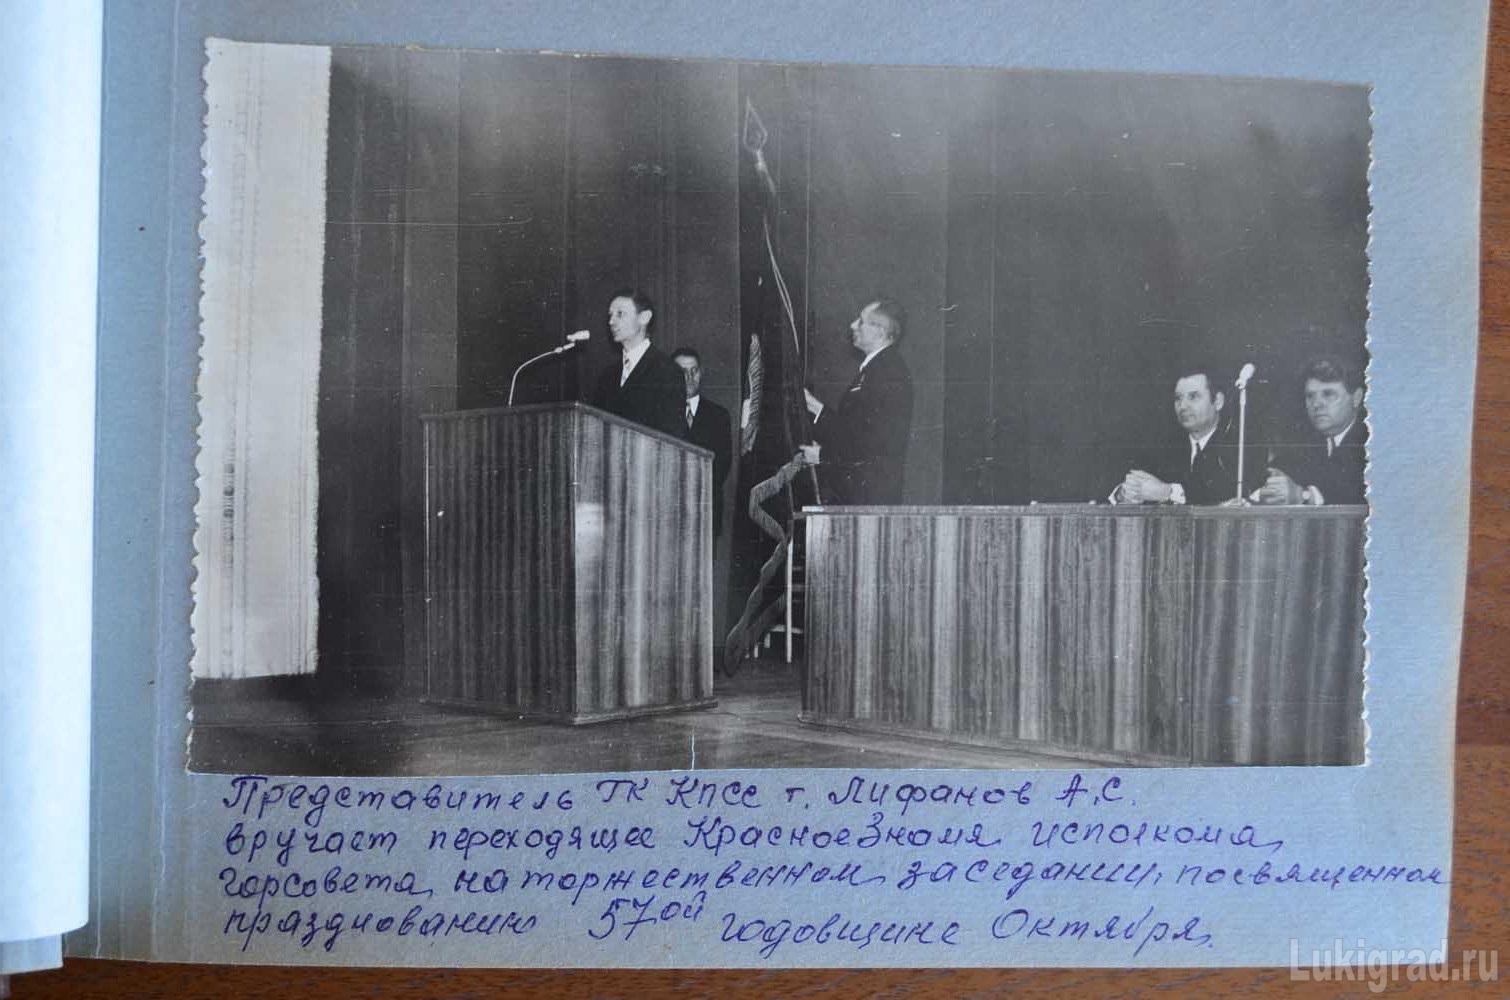 Представитель ГК КПСС т. Лифанов А.С.
вручает переходящее Красное Знамя исполкома
горсовета, на торжественном заседании, посвященном
празднованию 57ой годовщине Октября.
Lukigrad.ru